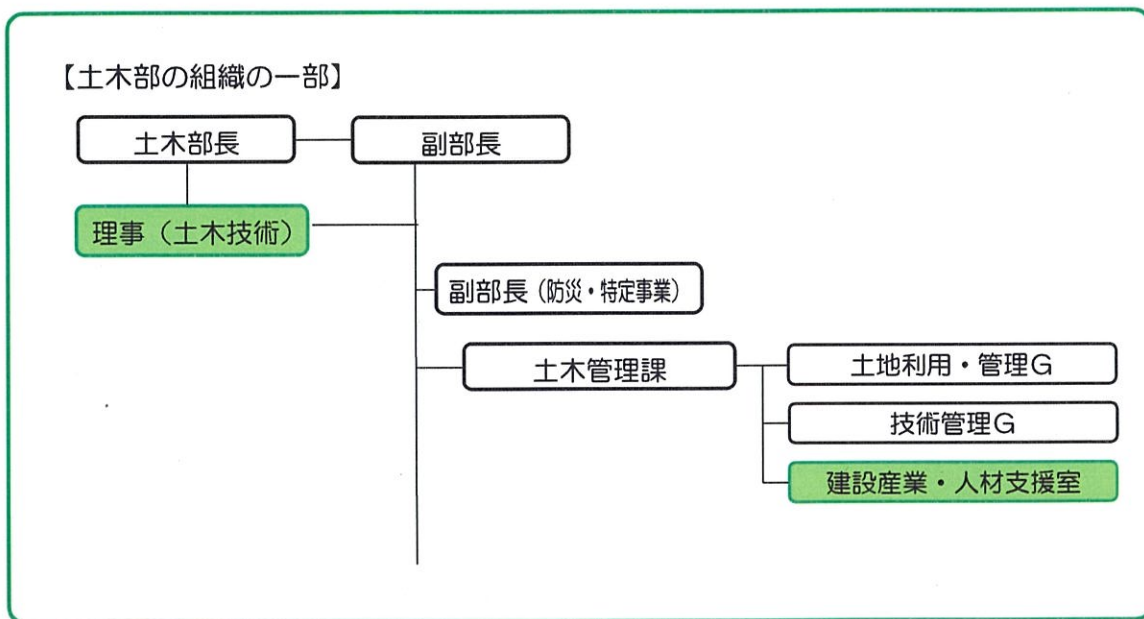 【土木部の組織の一部】
土木部長
副部長
理事（土木技術）
副部長（防災・特定事業）
土木管理課
土地利用・管理Ｇ
技術管理Ｇ
建設産業・人材支援室